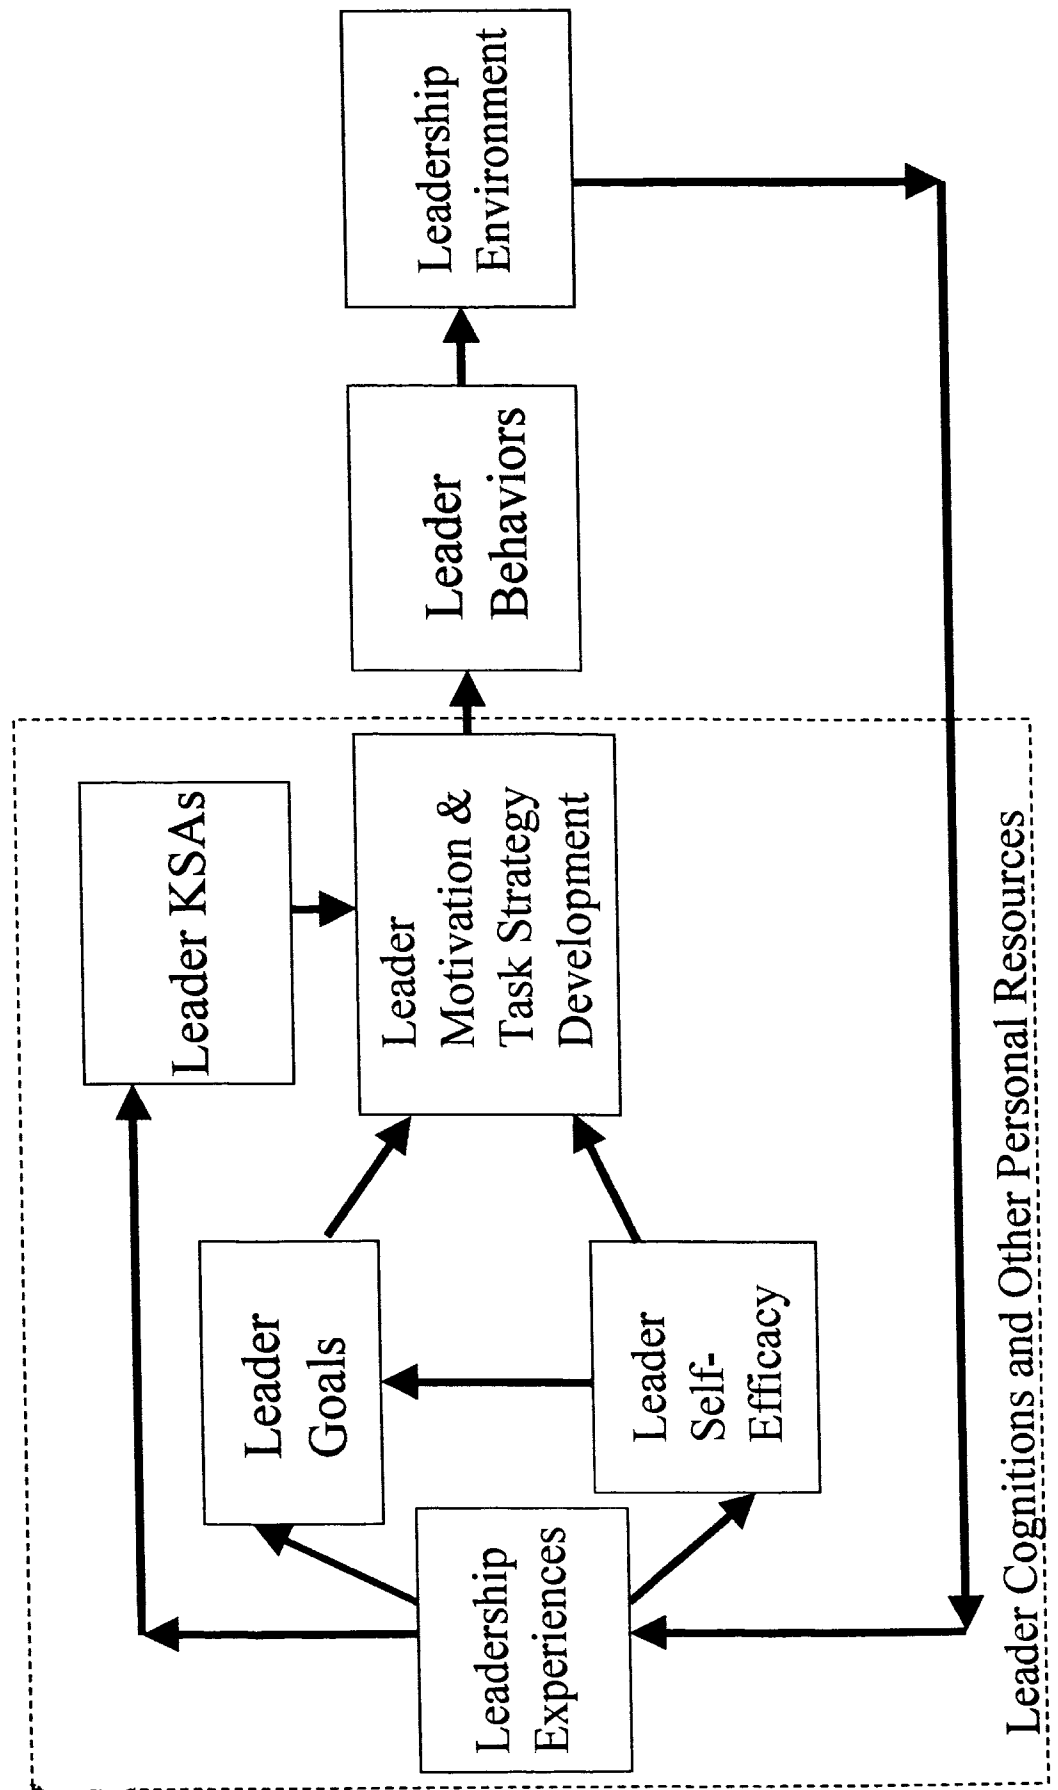 Leadership
Experiences
Leader
Goals
Leader
Self-
Efficacy
Leader KSAs
Leader
Motivation &
Task Strategy
Development
Leader
Behaviors
Leadership
Environment
Leader Cognitions and Other Personal Resources